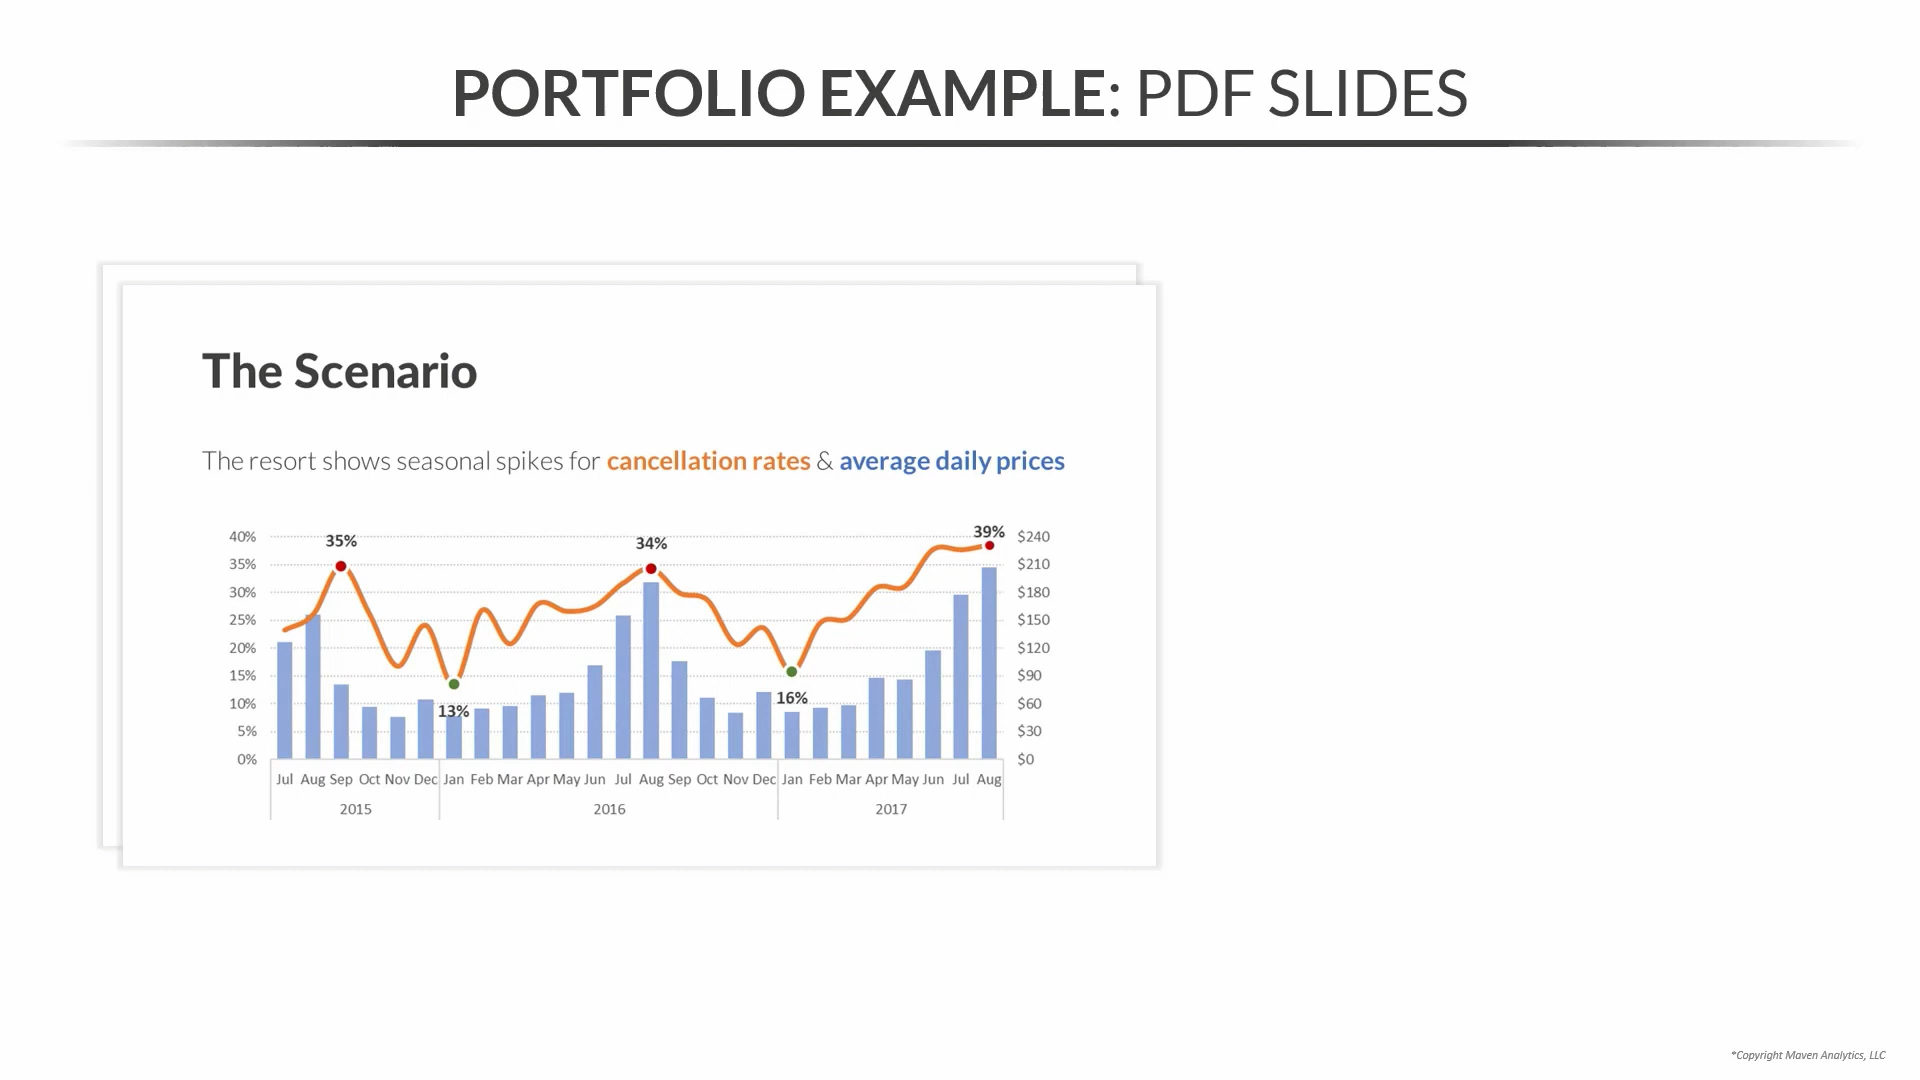 PORTFOLIO EXAMPLE: PDF SLIDES
The Scenario
The resort shows seasonal spikes for cancellation rates & average daily prices
40% 35% 34% 39% $240
35% $210
30% $180
25% $150
20% $120
15% $90
10% 13% 16% $60
5% $30
0% $0
Jul Aug Sep Oct Nov Dec Jan Feb Mar Apr May Jun Jul Aug Sep Oct Nov Dec Jan Feb Mar Apr May Jun Jul Aug
2015 2016 2017
*Copyright Maven Analytics, LLC